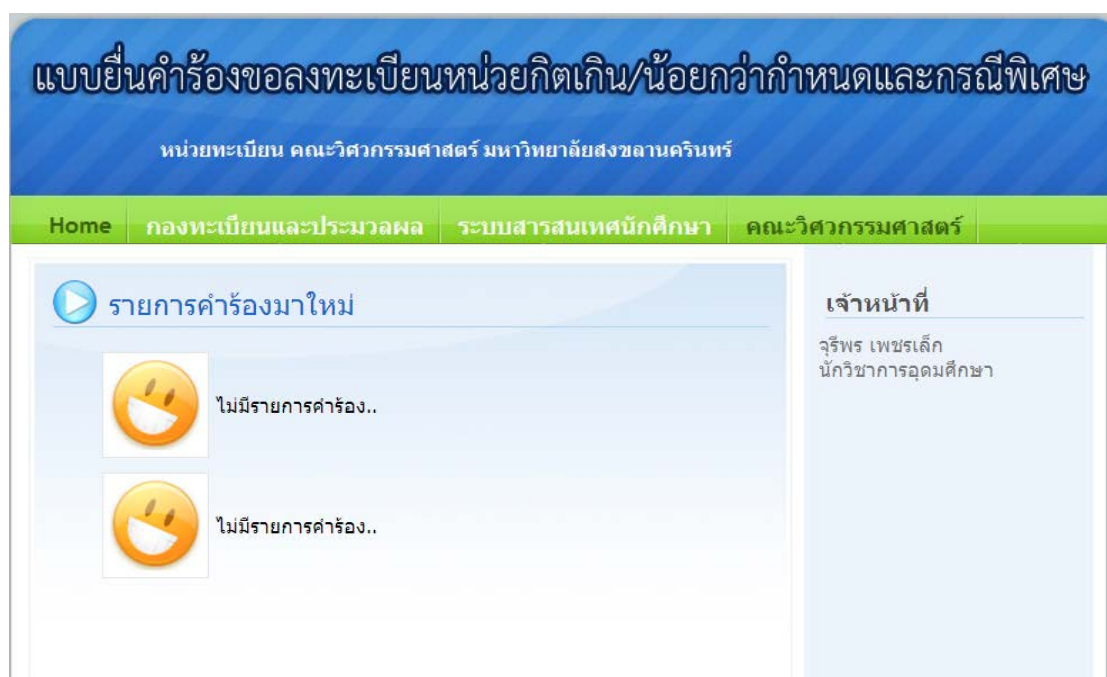 แบบยื่นคำร้องขอลงทะเบียนหน่วยกิตเกิน/น้อยกว่ากำหนดและกรณีพิเศษ
หน่วยทะเบียน คณะวิศวกรรมศาสตร์ มหาวิทยาลัยสงขลานครินทร์
Home กองทะเบียนและประมวลผล ระบบสารสนเทศนักศึกษา คณะวิศวกรรมศาสตร์
รายการคำร้องมาใหม่
ไม่มีรายการคำร้อง..
ไม่มีรายการคำร้อง..
เจ้าหน้าที่
จุรีพร เพชรเล็ก
นักวิชาการอุดมศึกษา